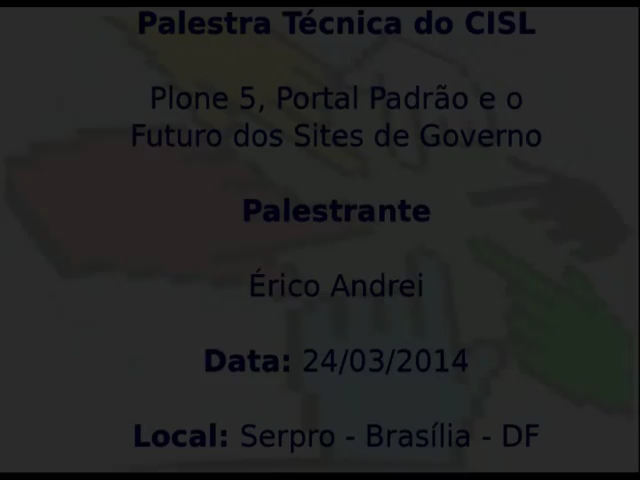 Palestra Técnica do CISL
Plone 5, Portal Padrão e o
Futuro dos Sites de Governo
Palestrante
Érico Andrei
Data: 24/03/2014
Local: Serpro - Brasília - DF